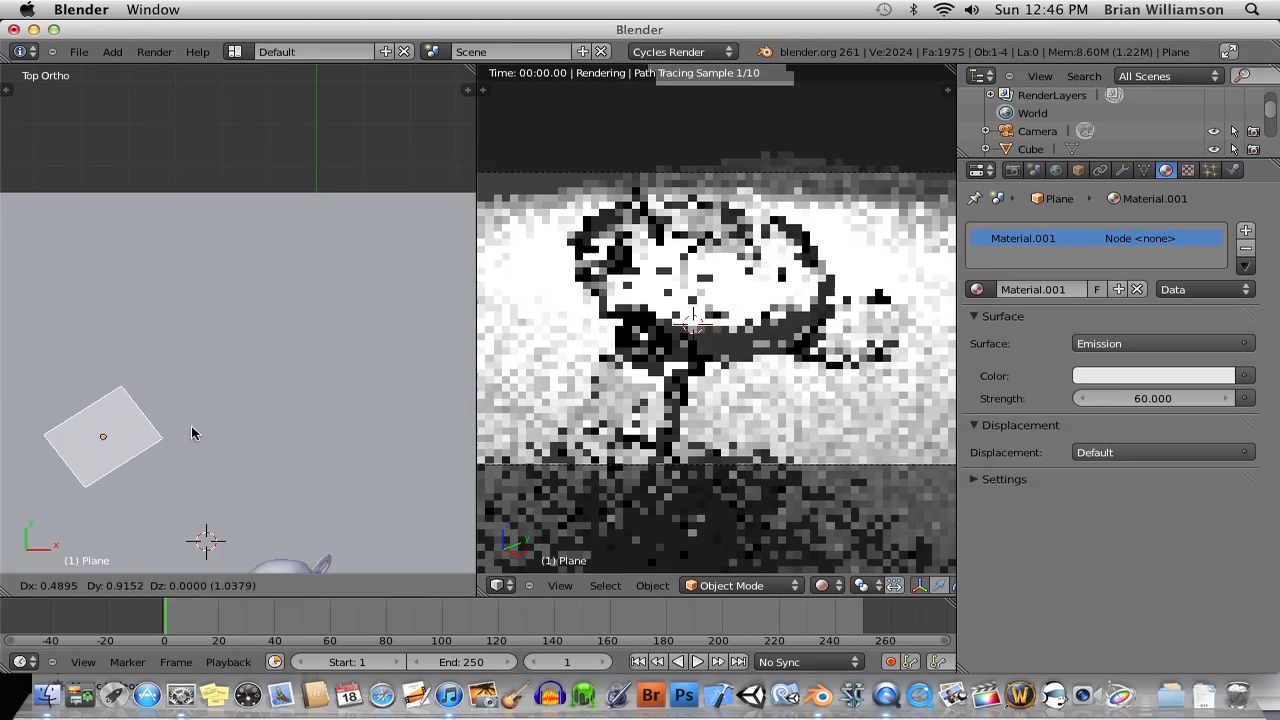 Blender Window Sun 12:46 PM Brian Williamson
Blender
File Add Render Help Default Scene Cycles Render blender.org 261 | Ve:2024 | Fa:1975 | Ob:1-4 | La:0 | Mem:8.60M (1.22M) | Plane
Top Ortho
Time: 00:00.00 | Rendering | Path Tracing Sample 1/10
View Search All Scenes
RenderLayers
World
Camera
Cube
Plane Material.001
Material.001 Node <none>
Material.001 F Data
Surface
Surface: Emission
Color:
Strength: 60.000
Displacement
Displacement: Default
Settings
y
x
(1) Plane
(1) Plane
Dx: 0.4895 Dy: 0.9152 Dz: 0.0000 (1.0379)
View Select Object Object Mode
-40 -20 0 20 40 60 80 100 120 140 160 180 200 220 240 260
View Marker Frame Playback Start: 1 End: 250 1 No Sync
18 Br Ps W